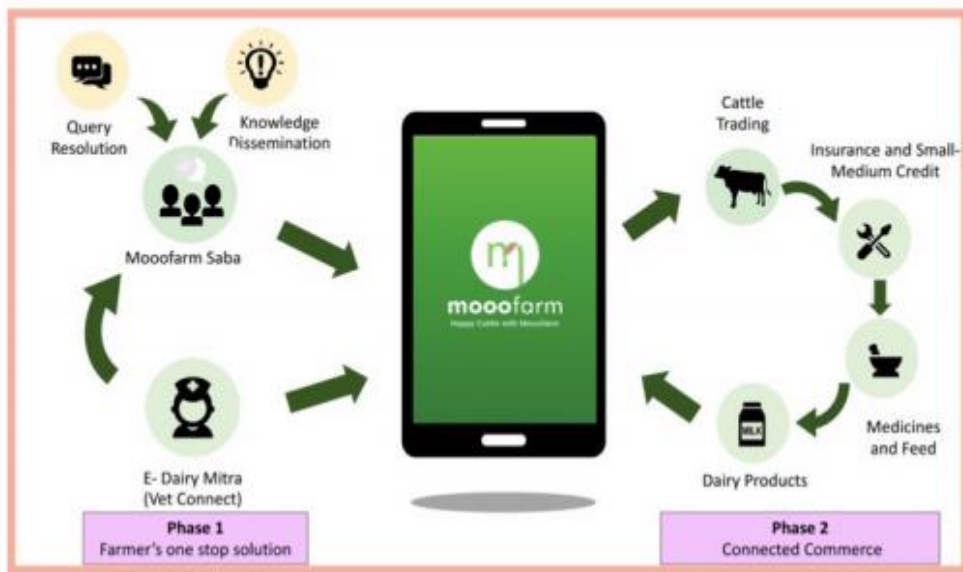 Query
Resolution
Knowledge
Dissemination
Mooofarm Saba
E- Dairy Mitra
(Vet Connect)
Phase 1
Farmer's one stop solution
m
mooofarm
Happy Cattle with Mooofarm
Cattle
Trading
Insurance and Small-
Medium Credit
Medicines
and Feed
MILK
Dairy Products
Phase 2
Connected Commerce